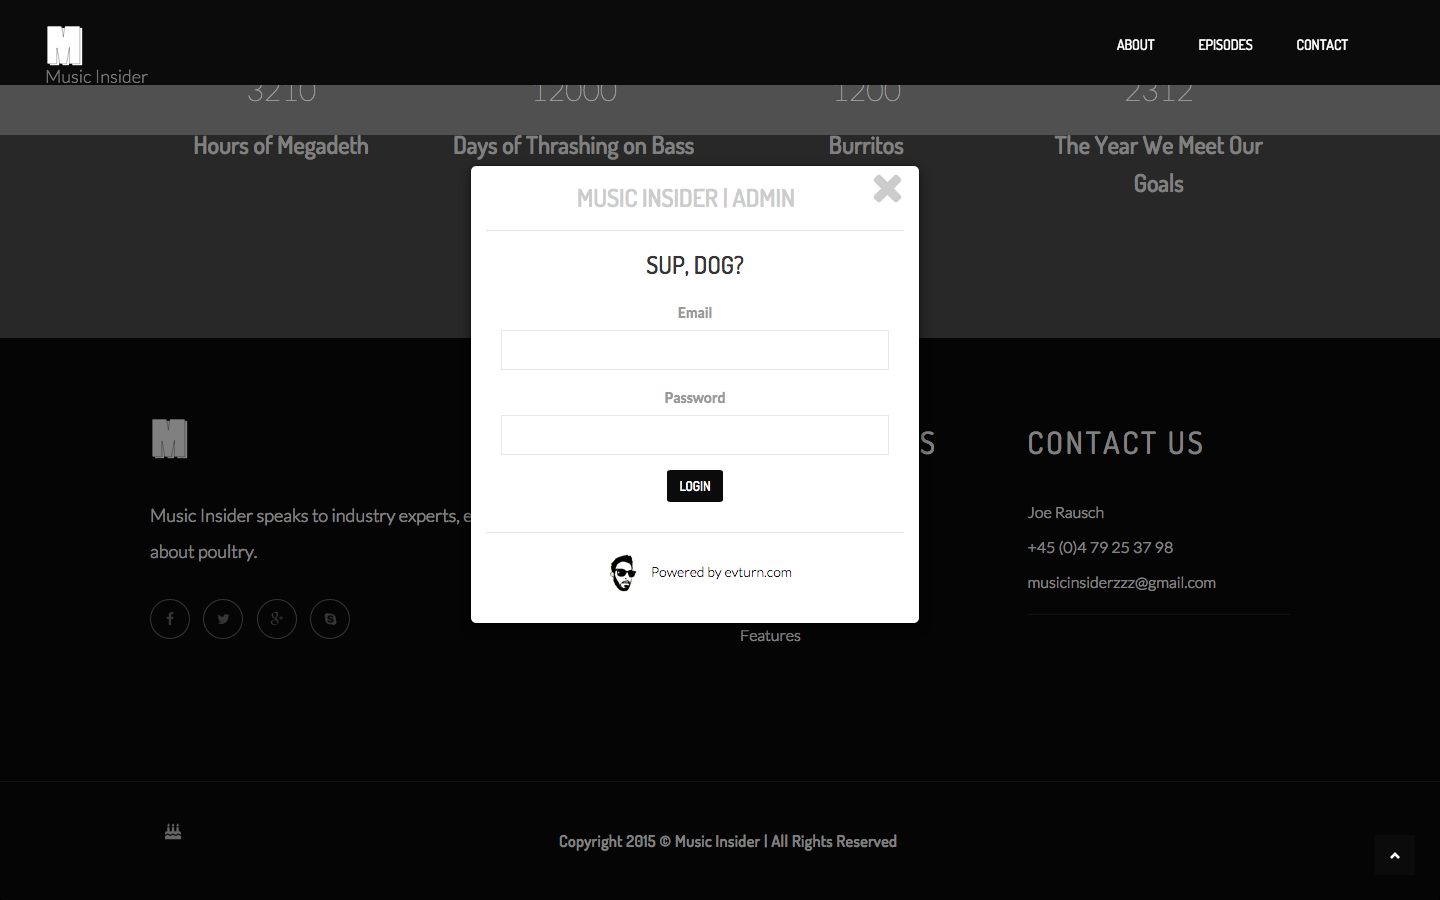 M
Music Insider
ABOUT
EPISODES
CONTACT
3210
12000
1200
2312
Hours of Megadeth
Days of Thrashing on Bass
Burritos
The Year We Meet Our
Goals
MUSIC INSIDER | ADMIN
SUP, DOG?
Email
Password
LOGIN
Powered by evturn.com
M
Music Insider speaks to industry experts, e
about poultry.
S
Features
CONTACT US
Joe Rausch
+45 (0)4 79 25 37 98
musicinsiderzzz@gmail.com
Copyright 2015 © Music Insider | All Rights Reserved